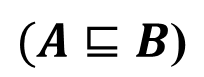 (𝑨 ⊑ 𝑩)